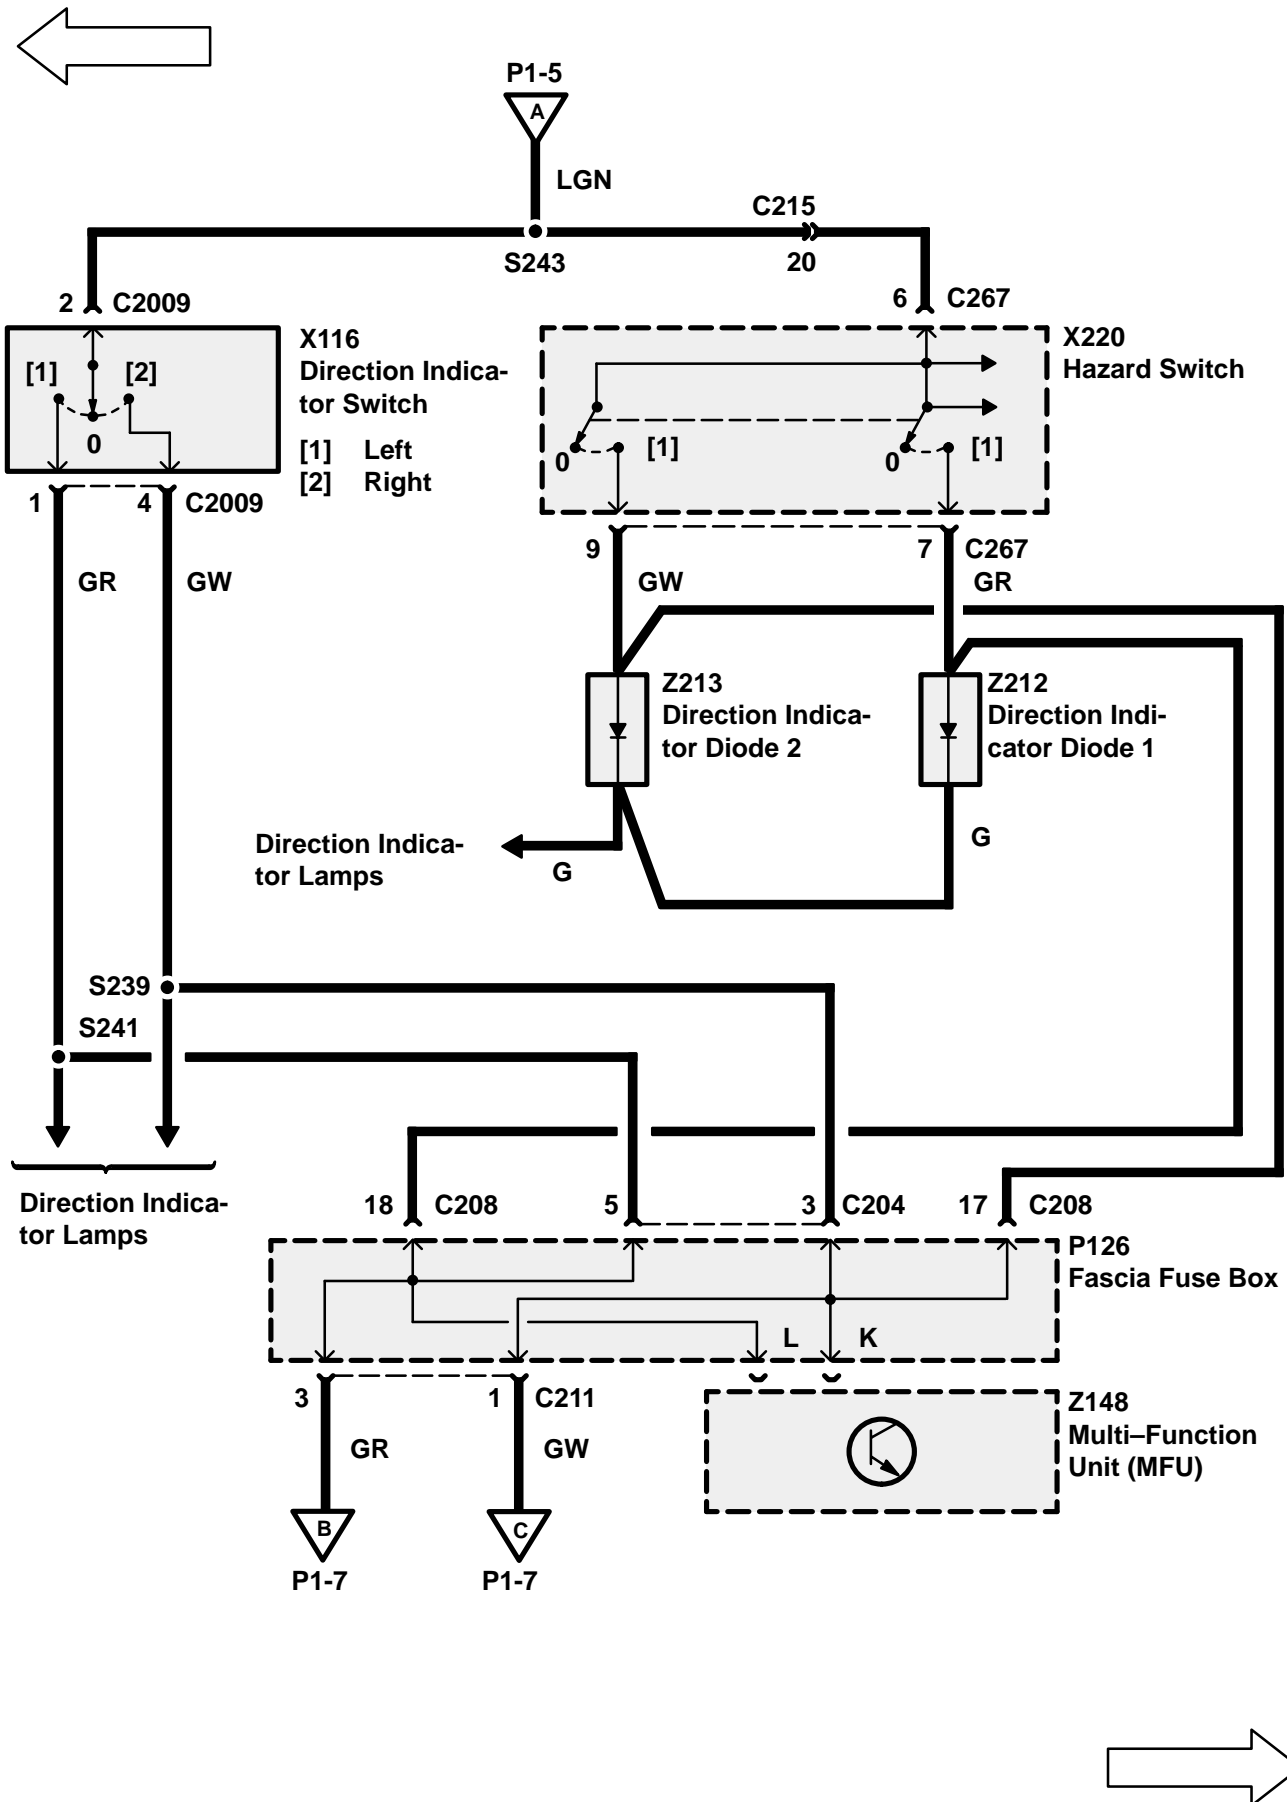 P1-5
A
LGN
C215
S243
20
2 C2009
6 C267
X116
Direction Indica-
tor Switch
[1] Left
[2] Right
[1] [2]
0
X220
Hazard Switch
0 [1]
0 [1]
1 4 C2009
GR GW
9 7 C267
GW GR
Z213
Direction Indica-
tor Diode 2
Z212
Direction Indi-
cator Diode 1
Direction Indica-
tor Lamps
G
G
S239
S241
Direction Indica-
tor Lamps
18 C208 5 3 C204 17 C208
P126
Fascia Fuse Box
L K
3 1 C211
GR GW
Z148
Multi–Function
Unit (MFU)
B C
P1-7 P1-7